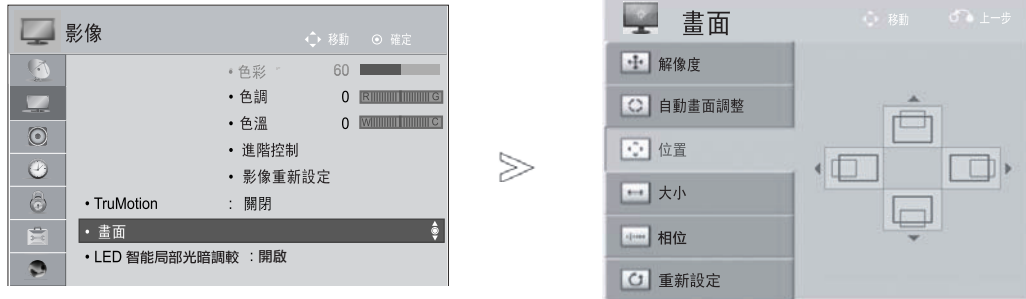 影像
移動 確定
• 色彩 60
• 色調 0 R G
• 色溫 0 W C
• 進階控制
• 影像重新設定
• TruMotion : 關閉
• 畫面
• LED 智能局部光暗調較 : 開啟
畫面
移動 上一步
解像度
自動畫面調整
位置
大小
相位
重新設定